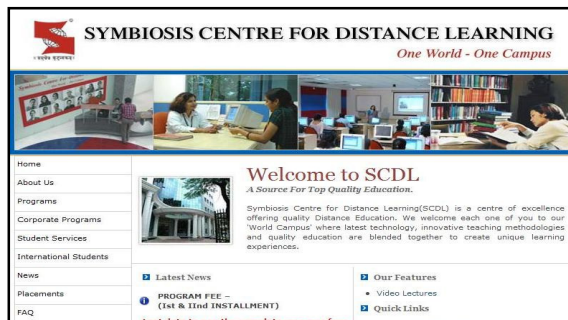 SYMBIOSIS CENTRE FOR DISTANCE LEARNING
One World - One Campus
Home
About Us
Programs
Corporate Programs
Student Services
International Students
News
Placements
FAQ
Welcome to SCDL
A Source For Top Quality Education.
Symbiosis Centre for Distance Learning(SCDL) is a centre of excellence
offering quality Distance Education. We welcome each one of you to our
'World Campus' where latest technology, innovative teaching methodologies
and quality education are blended together to create unique learning
experiences.
Latest News
PROGRAM FEE –
(Ist & IInd INSTALLMENT)
Our Features
• Video Lectures
Quick Links